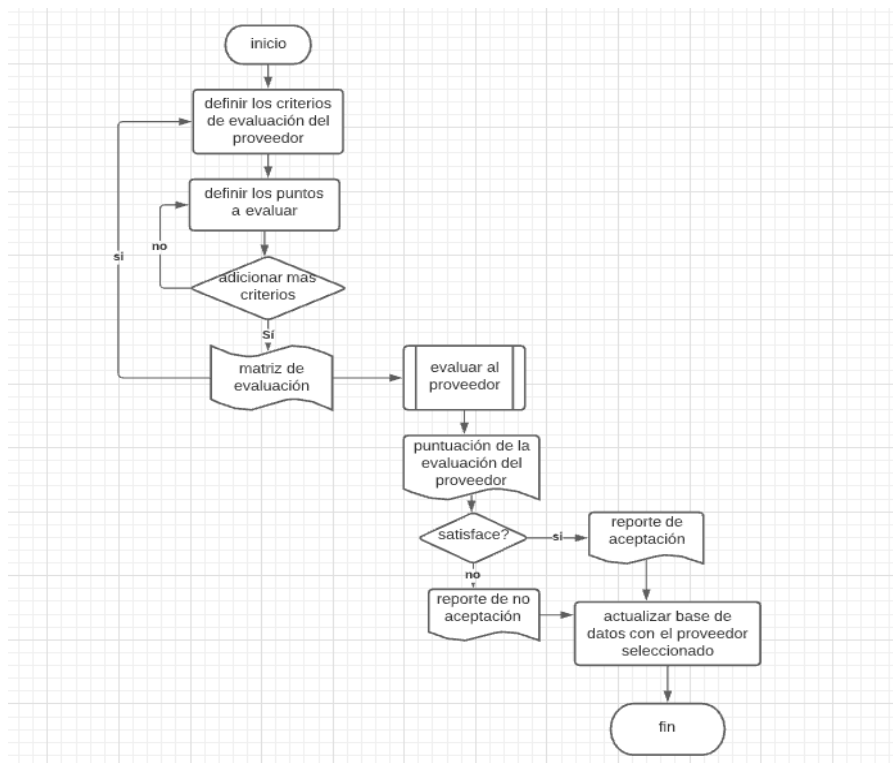 inicio
definir los criterios
de evaluación del
proveedor
definir los puntos
a evaluar
no
si
adicionar mas
criterios
Sí
matriz de
evaluación
evaluar al
proveedor
puntuación de la
evaluación del
proveedor
satisface?
si
reporte de
aceptación
no
reporte de no
aceptación
actualizar base de
datos con el proveedor
seleccionado
fin